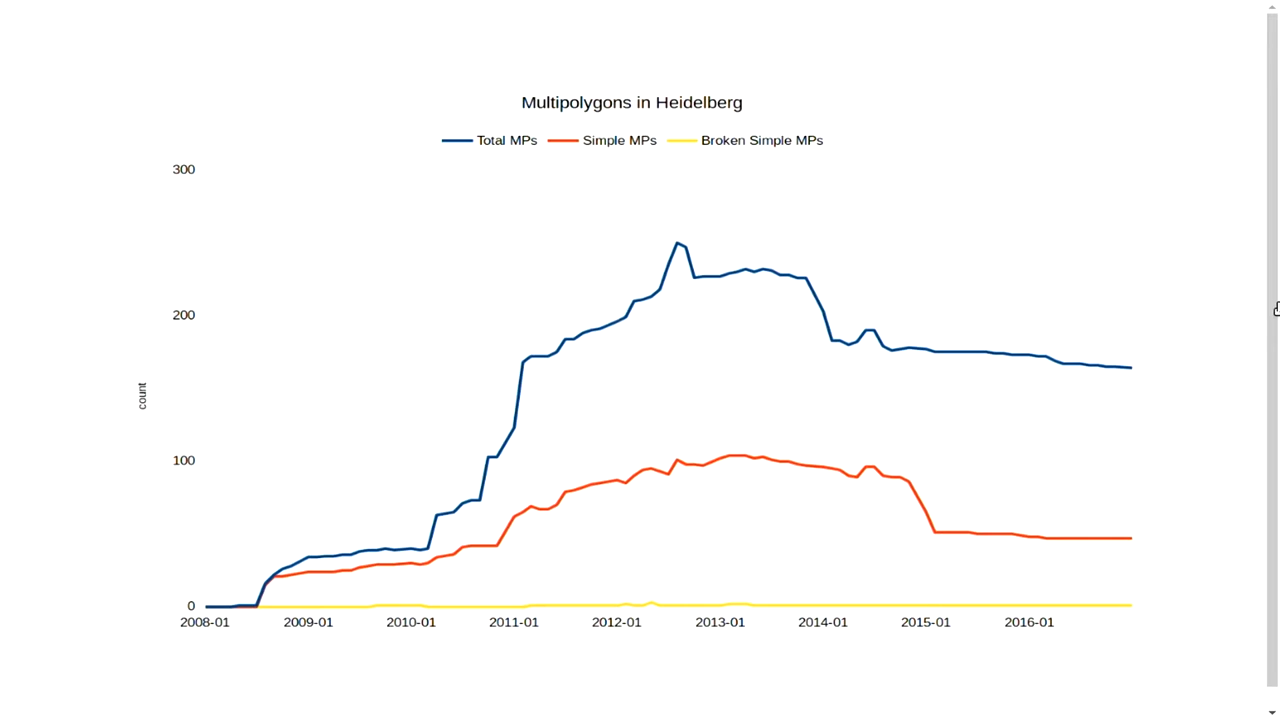 Multipolygons in Heidelberg
Total MPs Simple MPs Broken Simple MPs
300
200
count
100
0
2008-01 2009-01 2010-01 2011-01 2012-01 2013-01 2014-01 2015-01 2016-01